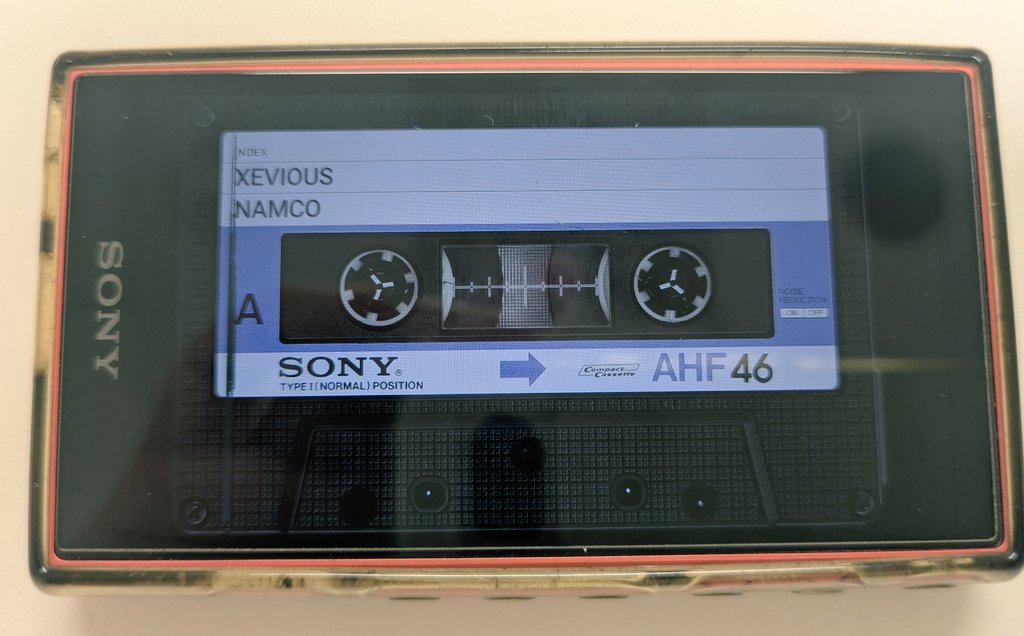 INDEX
XEVIOUS
NAMCO
SONY
A
NOISE
REDUCTION
ON OFF
SONY®
TYPE I (NORMAL) POSITION
Compact
Cassette
AHF 46